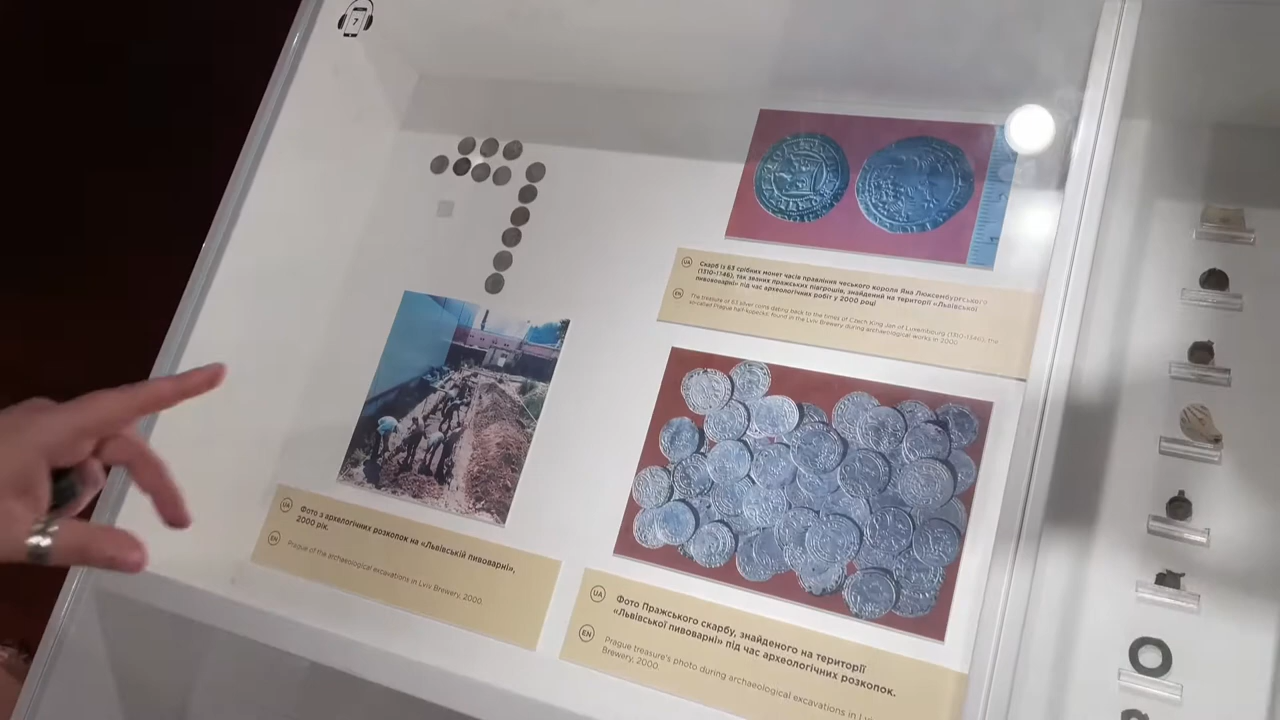 7
UA
Скарб із 63 срібних монет часів правління чеського короля Яна Люксембургського
(1310-1346), так званих пражських півгрошів, знайдений на території «Львівської
пивоварні» під час археологічних робіт у 2000 році
EN
The treasure of 63 silver coins dating back to the times of Czech King Jan of Luxembourg (1310-1346), the
so-called Prague half-kopecks; found in the Lviv Brewery during archaeological works in 2000.
UA
Фото з археологічних розкопок на «Львівській пивоварні»,
2000 рік.
EN
Prague of the archaeological excavations in Lviv Brewery, 2000.
UA
Фото Пражського скарбу, знайденого на території
«Львівської пивоварні» під час археологічних розкопок.
EN
Prague treasure's photo during archaeological excavations in Lviv
Brewery, 2000.